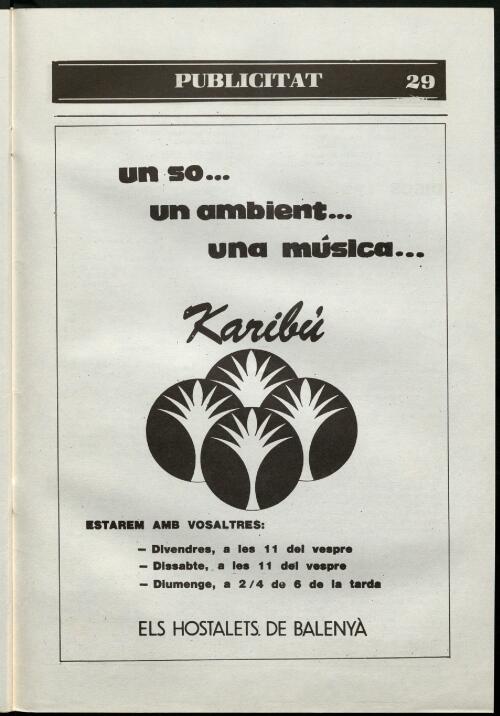 PUBLICITAT 29
un so...
un ambient...
una música...
Karibú
ESTAREM AMB VOSALTRES:
– Divendres, a les 11 del vespre
– Dissabte, a les 11 del vespre
– Diumenge, a 2/4 de 6 de la tarda
ELS HOSTALETS DE BALENYÀ